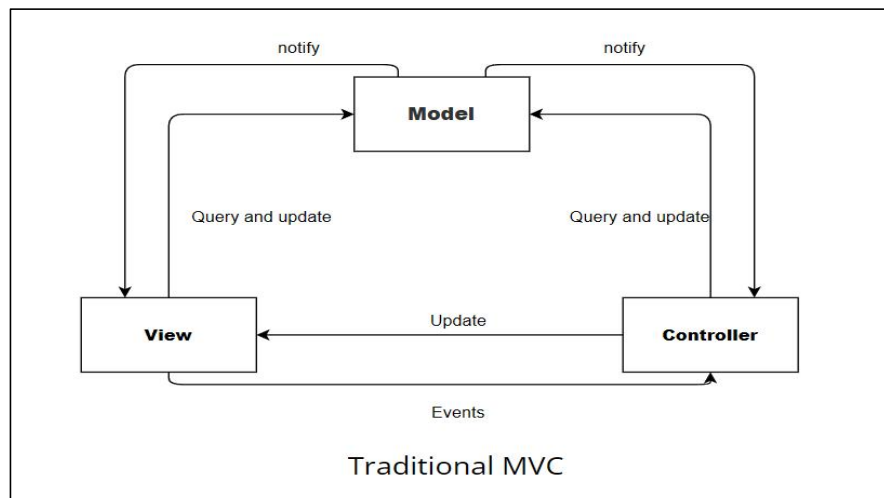 notify
notify
Model
Query and update
Query and update
View
Update
Controller
Events
Traditional MVC